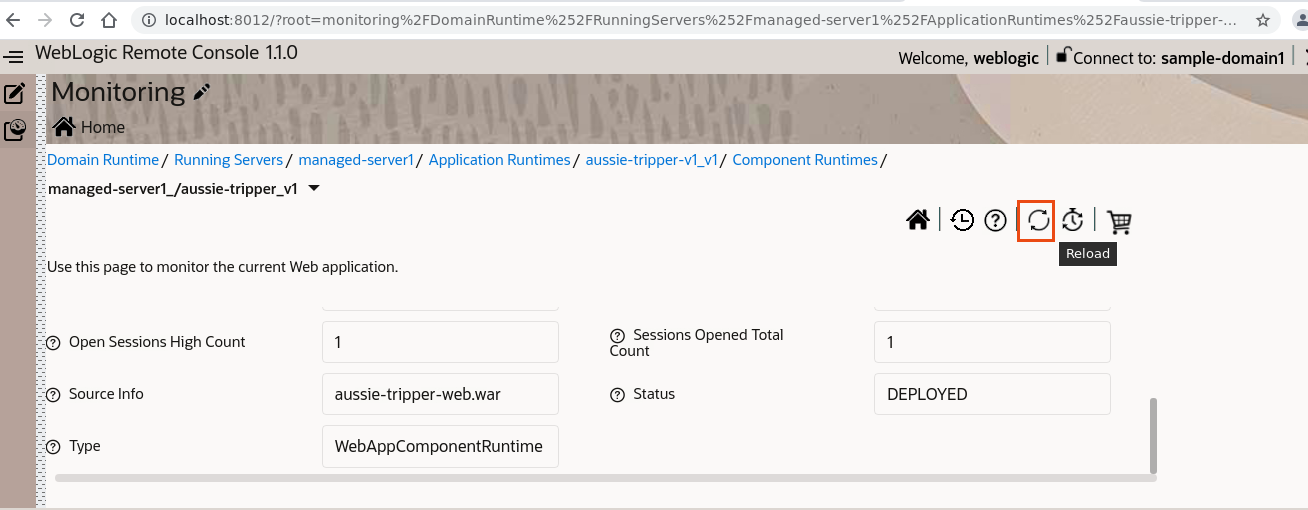 localhost:8012/?root=monitoring%2FDomainRuntime%252FRunningServers%252Fmanaged-server1%252FApplicationRuntimes%252Faussie-tripper-...
WebLogic Remote Console 1.1.0
Welcome, weblogic Connect to: sample-domain1
Monitoring
Home
Domain Runtime / Running Servers / managed-server1 / Application Runtimes / aussie-tripper-v1_v1 / Component Runtimes /
managed-server1_/aussie-tripper_v1
Reload
Use this page to monitor the current Web application.
Open Sessions High Count 1 Sessions Opened Total Count 1
Source Info aussie-tripper-web.war Status DEPLOYED
Type WebAppComponentRuntime